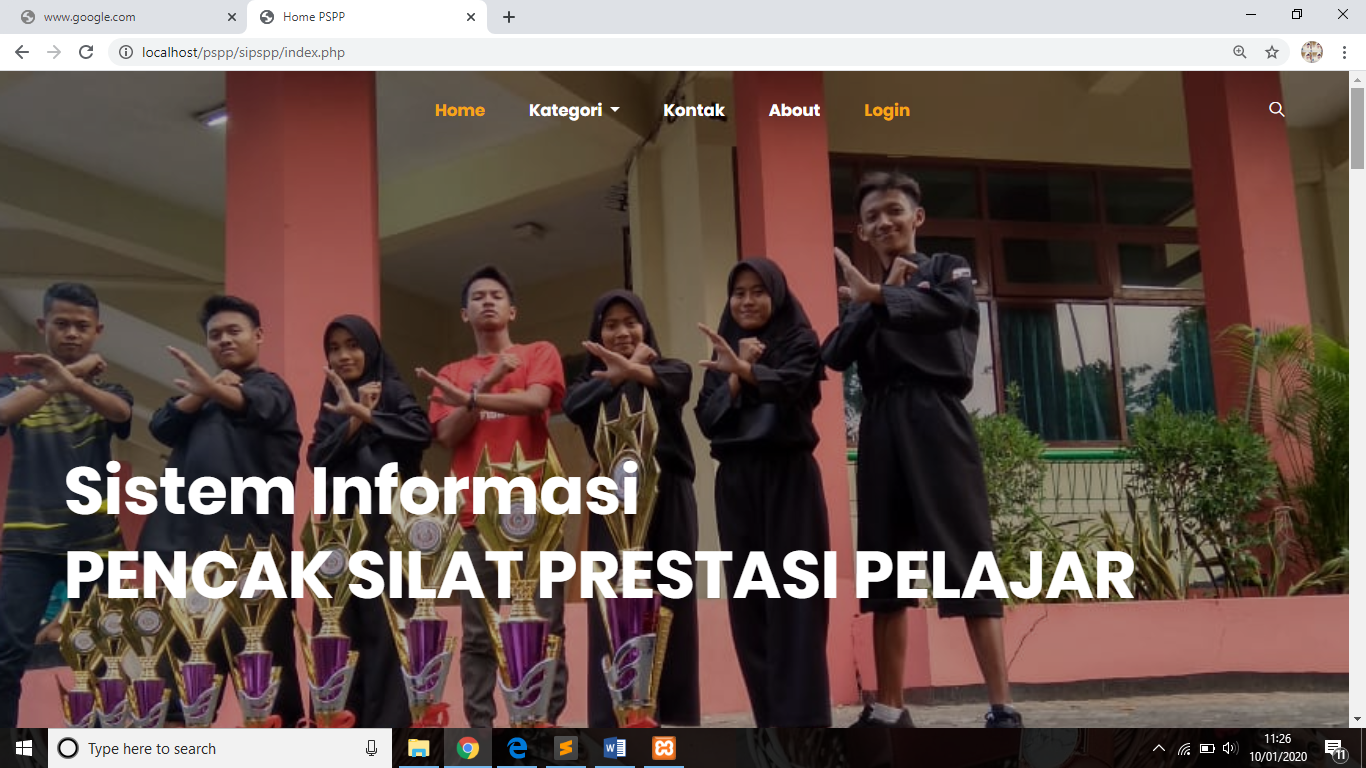 www.google.com
Home PSPP
localhost/pspp/sipspp/index.php
Home Kategori Kontak About Login
Sistem Informasi
PENCAK SILAT PRESTASI PELAJAR
Type here to search
11:26
10/01/2020
11